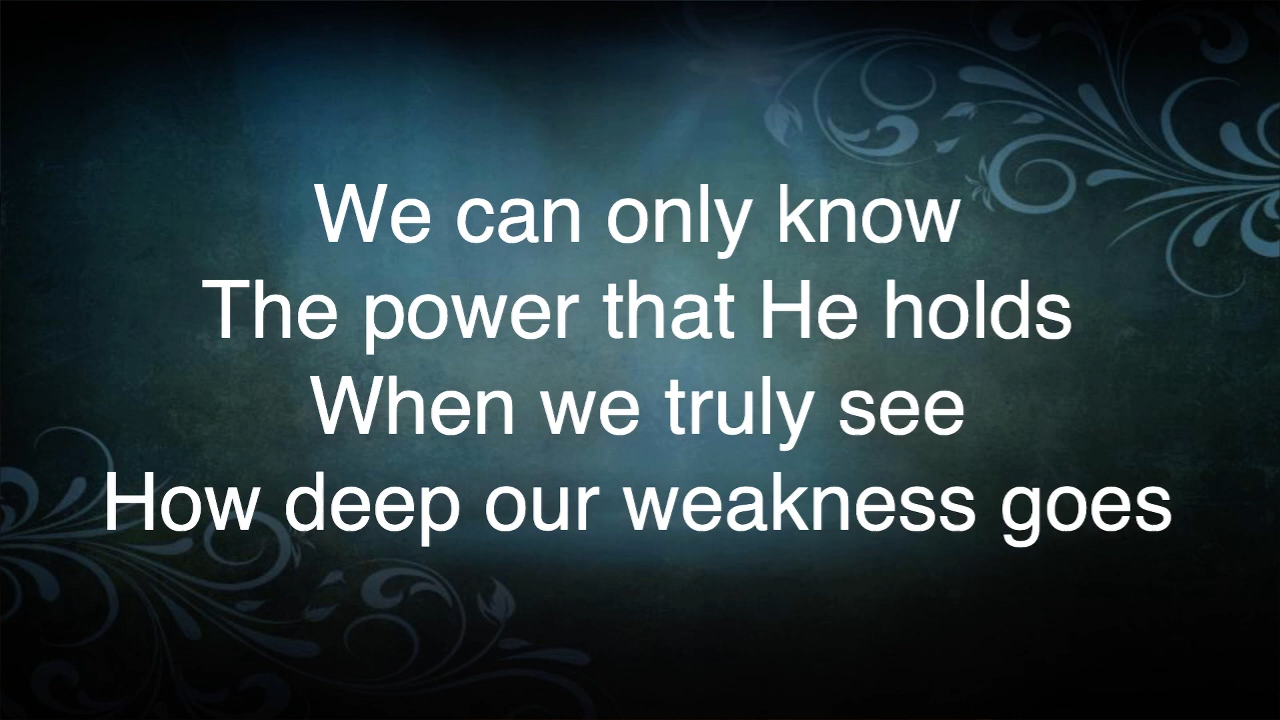 We can only know
The power that He holds
When we truly see
How deep our weakness goes